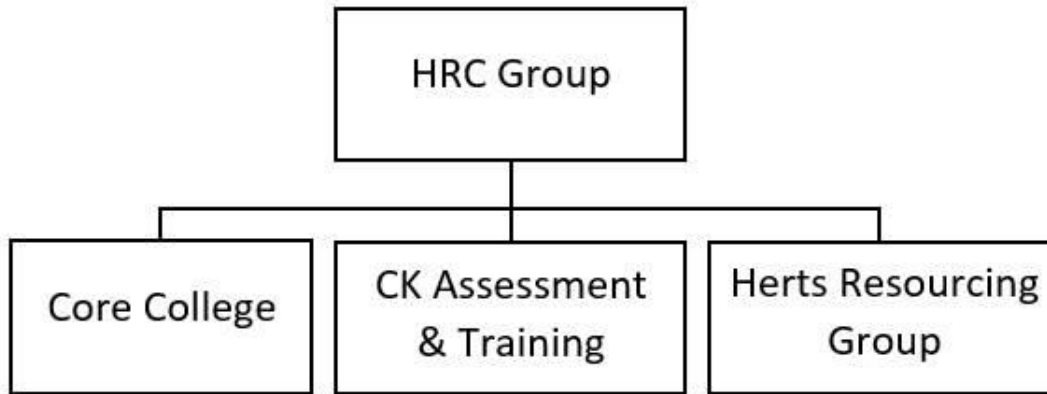 HRC Group
Core College
CK Assessment
& Training
Herts Resourcing
Group